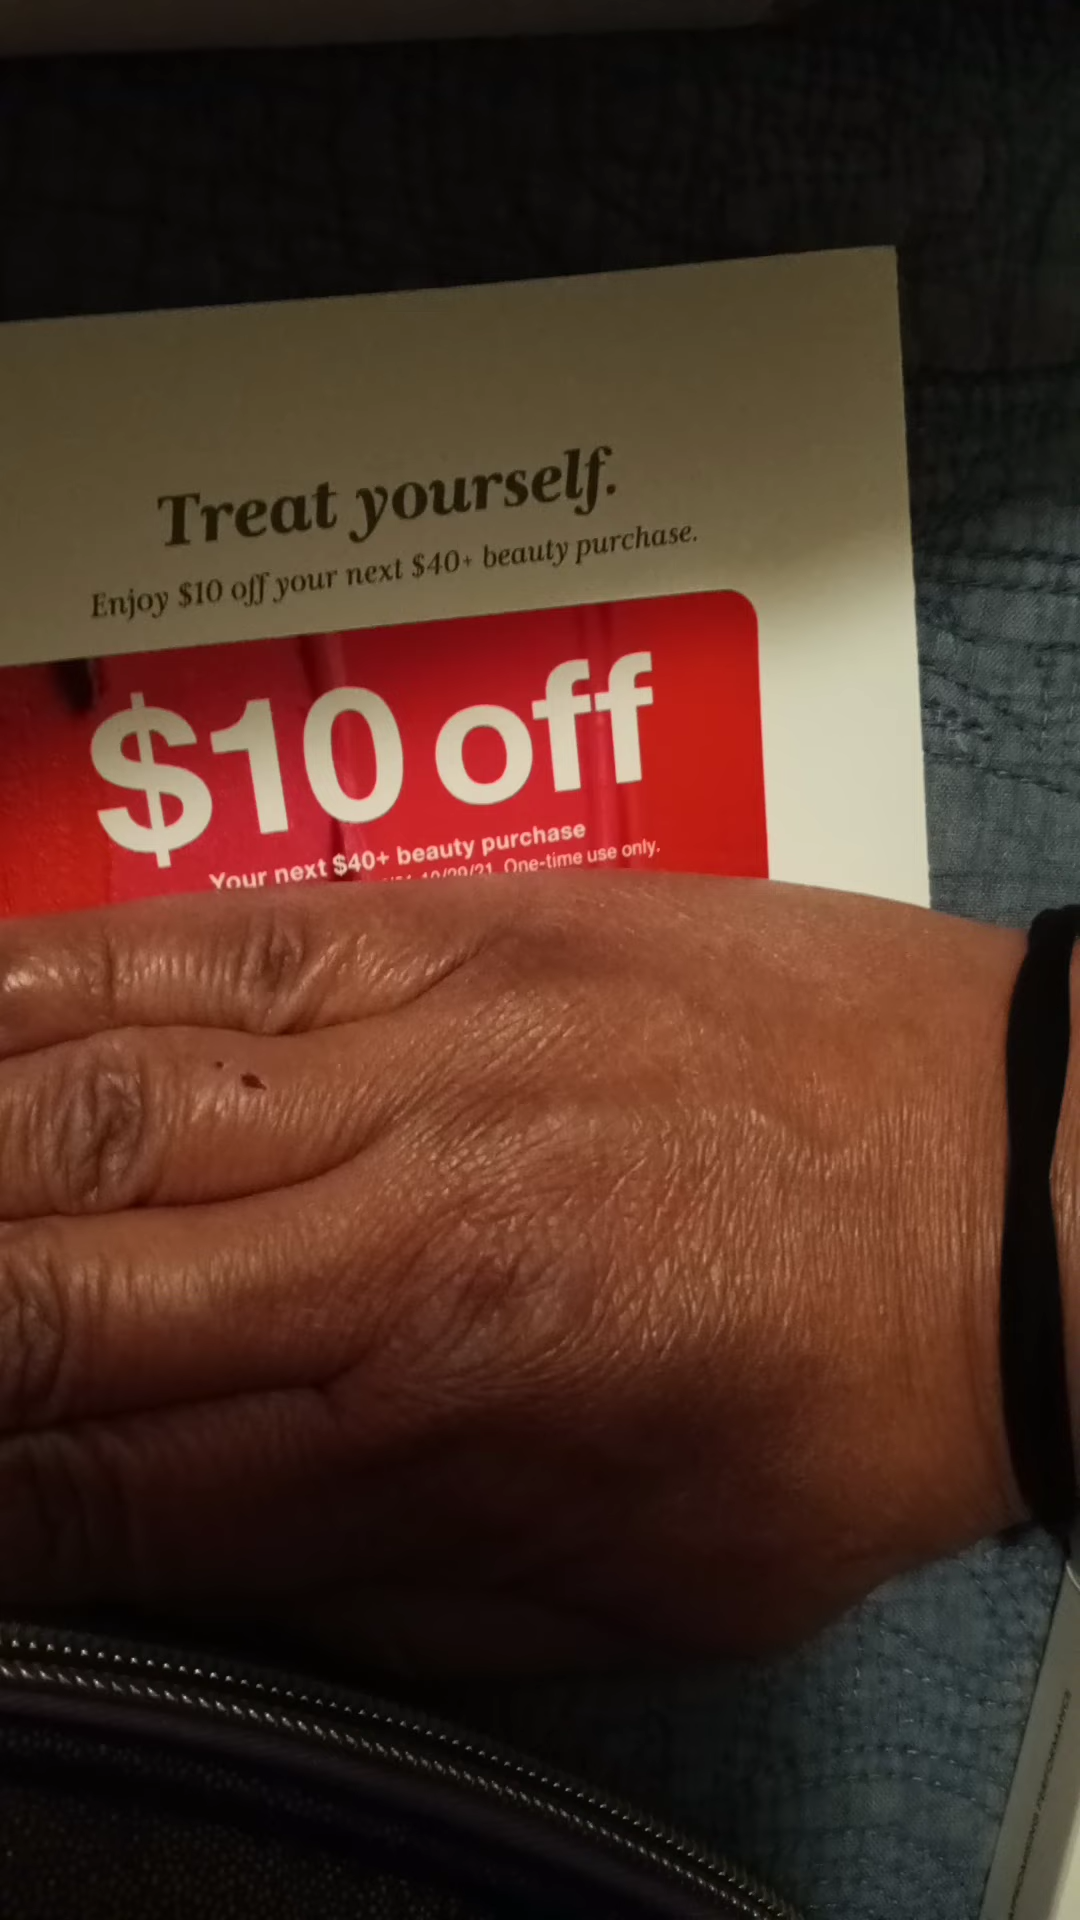 Treat yourself.
Enjoy $10 off your next $40+ beauty purchase.
$10 off
Your next $40+ beauty purchase
One-time use only.